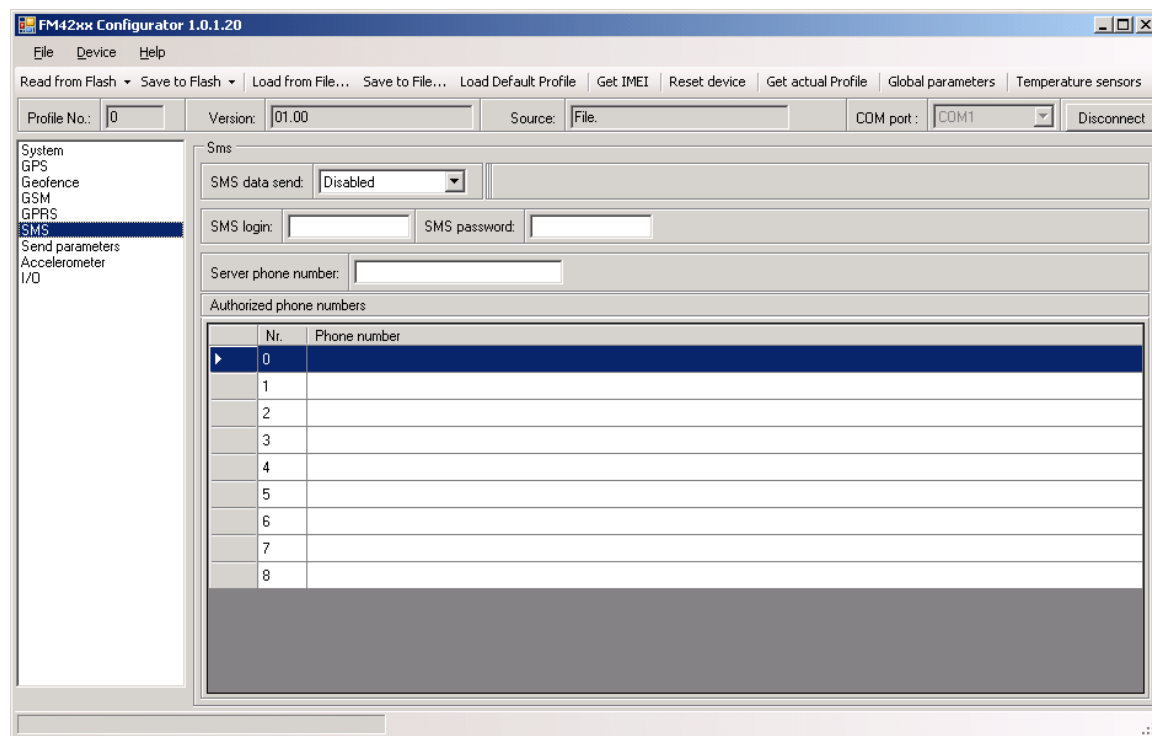 FM42xx Configurator 1.0.1.20
File Device Help
Read from Flash Save to Flash Load from File... Save to File... Load Default Profile Get IMEI Reset device Get actual Profile Global parameters Temperature sensors
Profile No.: 0 Version: 01.00 Source: File. COM port : COM1 Disconnect
System
GPS
Geofence
GSM
GPRS
SMS
Send parameters
Accelerometer
I/O
Sms
SMS data send: Disabled
SMS login: SMS password:
Server phone number:
Authorized phone numbers
Nr. Phone number
0
1
2
3
4
5
6
7
8